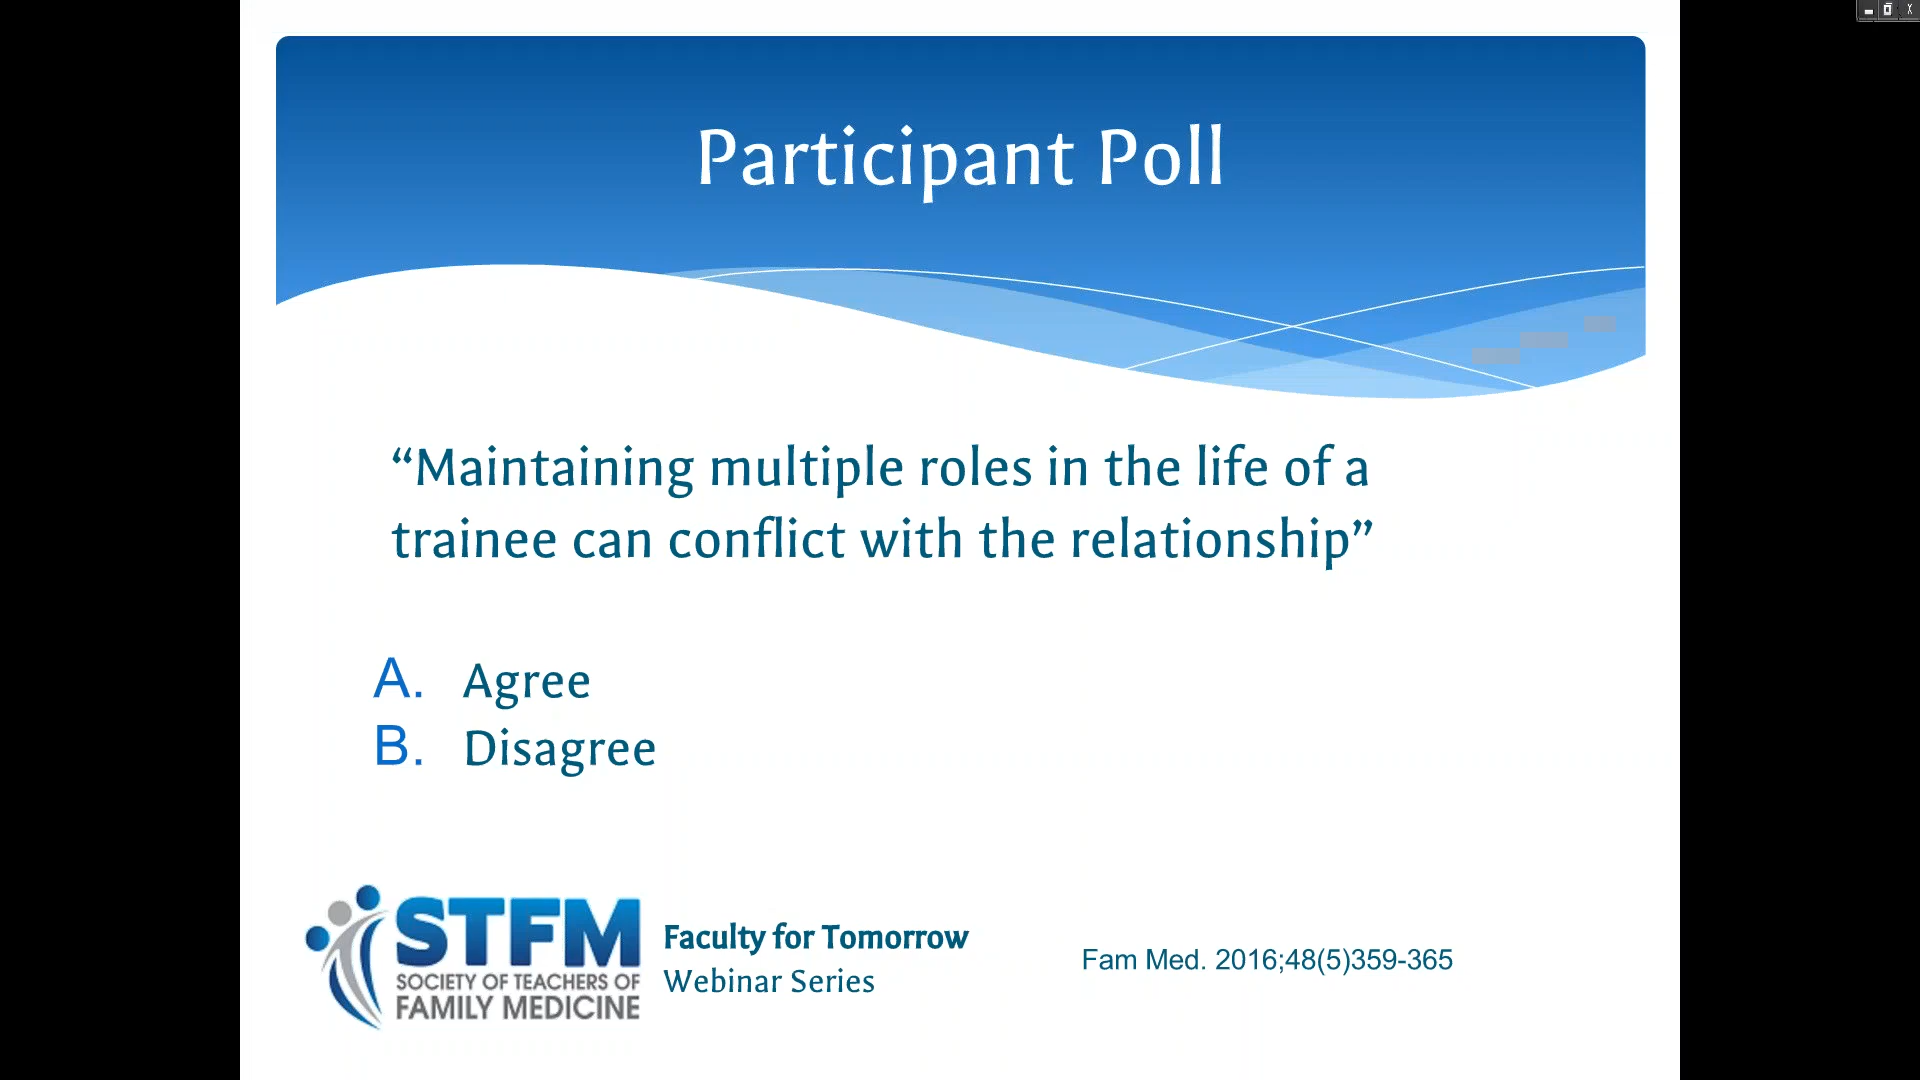 Participant Poll
“Maintaining multiple roles in the life of a
trainee can conflict with the relationship”
A. Agree
B. Disagree
STFM
SOCIETY OF TEACHERS OF
FAMILY MEDICINE
Faculty for Tomorrow
Webinar Series
Fam Med. 2016;48(5)359-365